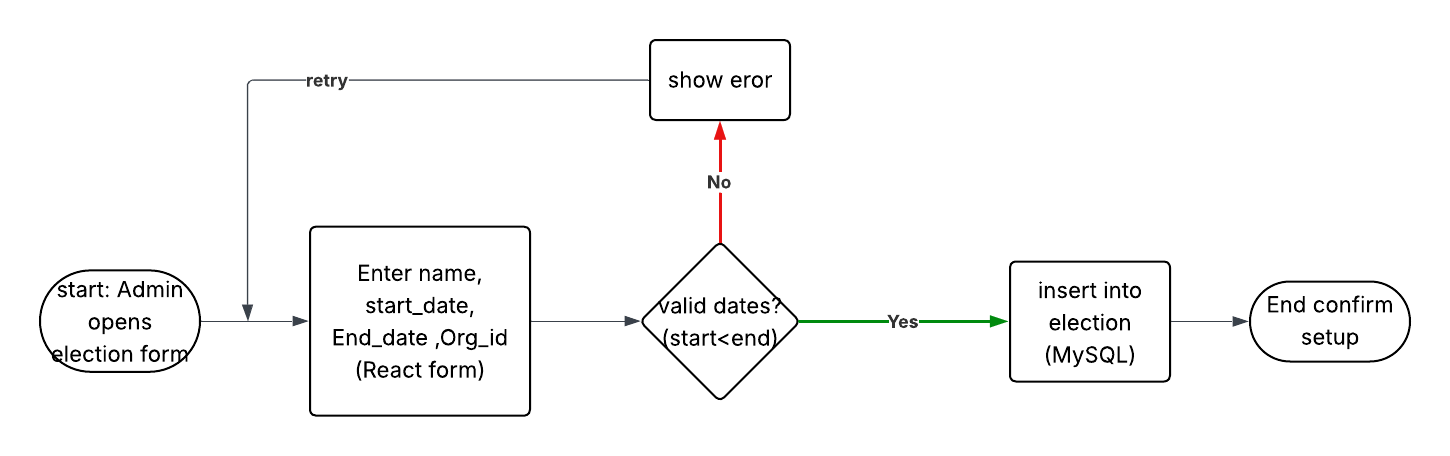 show eror
retry
No
start: Admin
opens
election form
Enter name,
start_date,
End_date ,Org_id
(React form)
valid dates?
(start<end)
Yes
insert into
election
(MySQL)
End confirm
setup